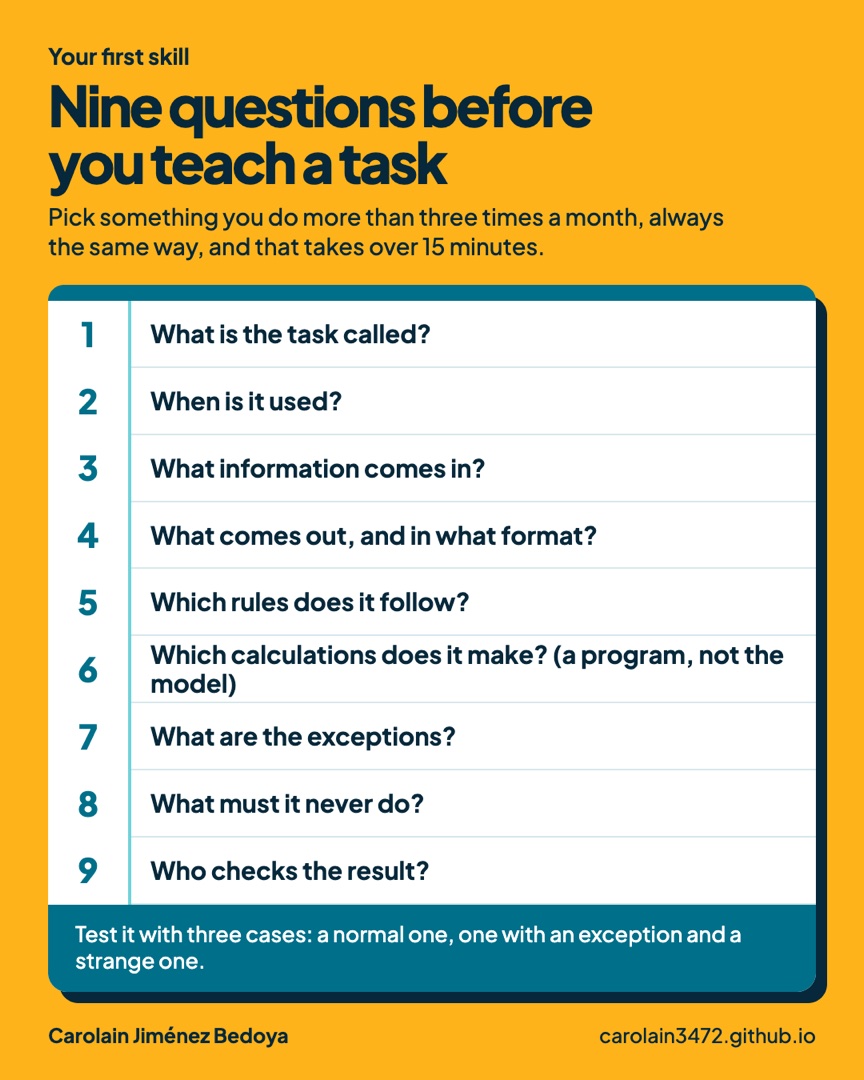 Your first skill
Nine questions before
you teach a task
Pick something you do more than three times a month, always
the same way, and that takes over 15 minutes.
1 What is the task called?
2 When is it used?
3 What information comes in?
4 What comes out, and in what format?
5 Which rules does it follow?
6 Which calculations does it make? (a program, not the
model)
7 What are the exceptions?
8 What must it never do?
9 Who checks the result?
Test it with three cases: a normal one, one with an exception and a
strange one.
Carolain Jiménez Bedoya
carolain3472.github.io